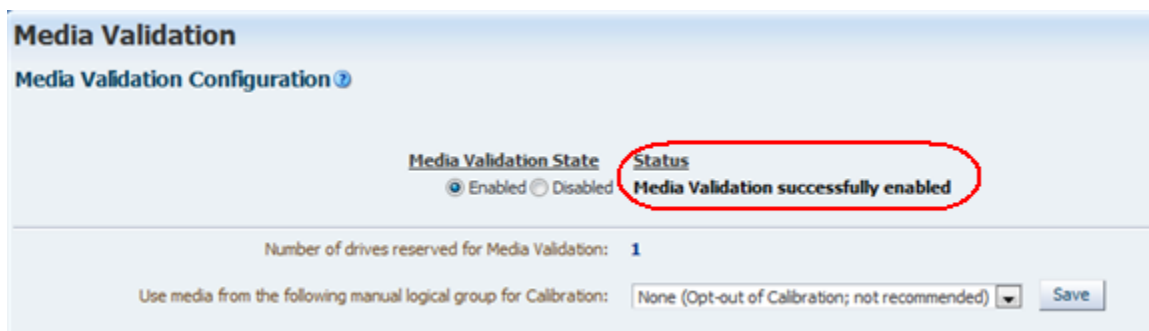 Media Validation
Media Validation Configuration ?
Media Validation State Status
Enabled Disabled Media Validation successfully enabled
Number of drives reserved for Media Validation: 1
Use media from the following manual logical group for Calibration: None (Opt-out of Calibration; not recommended) Save